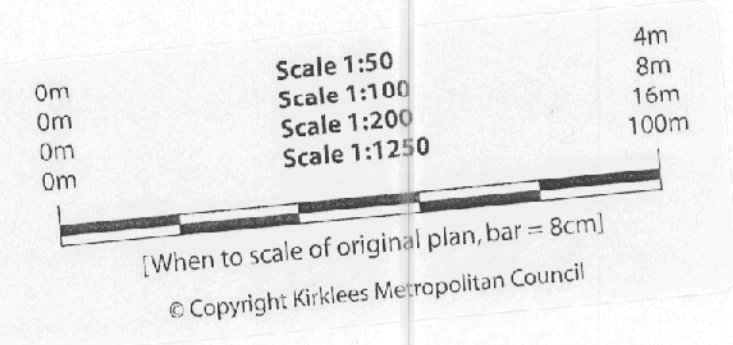 0m Scale 1:50 4m
0m Scale 1:100 8m
0m Scale 1:200 16m
0m Scale 1:1250 100m
[When to scale of original plan, bar = 8cm]
© Copyright Kirklees Metropolitan Council